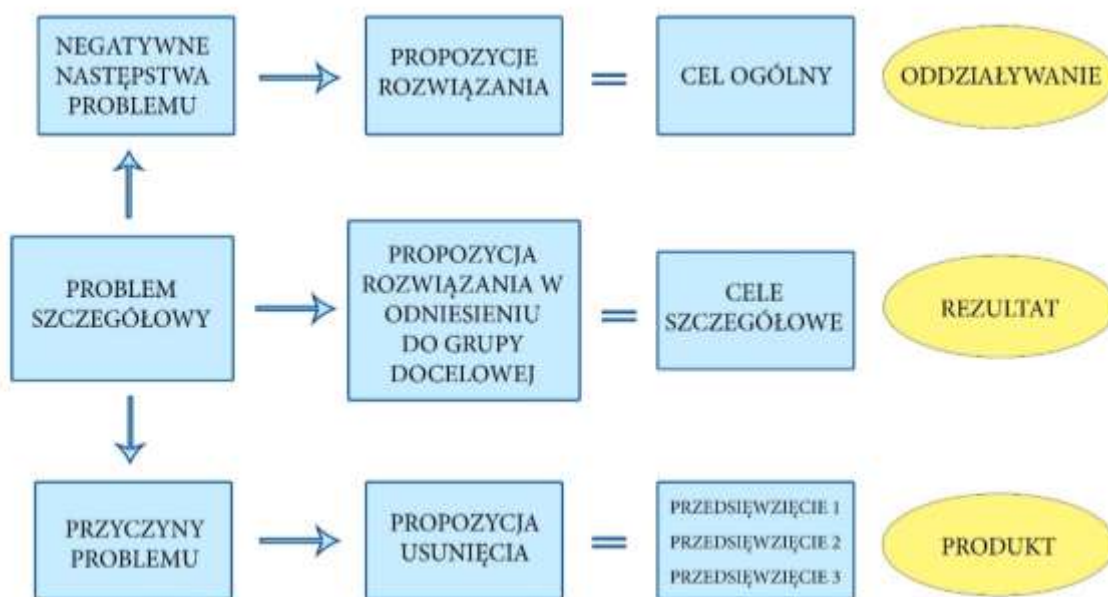 NEGATYWNE
NASTĘPSTWA
PROBLEMU
PROPOZYCJE
ROZWIĄZANIA
=
CEL OGÓLNY
ODDZIAŁYWANIE
PROBLEM
SZCZEGÓŁOWY
PROPOZYCJA
ROZWIĄZANIA W
ODNIESIENIU
DO GRUPY
DOCELOWEJ
=
CELE
SZCZEGÓŁOWE
REZULTAT
PRZYCZYNY
PROBLEMU
PROPOZYCJA
USUNIĘCIA
=
PRZEDSIĘWZIĘCIE 1
PRZEDSIĘWZIĘCIE 2
PRZEDSIĘWZIĘCIE 3
PRODUKT